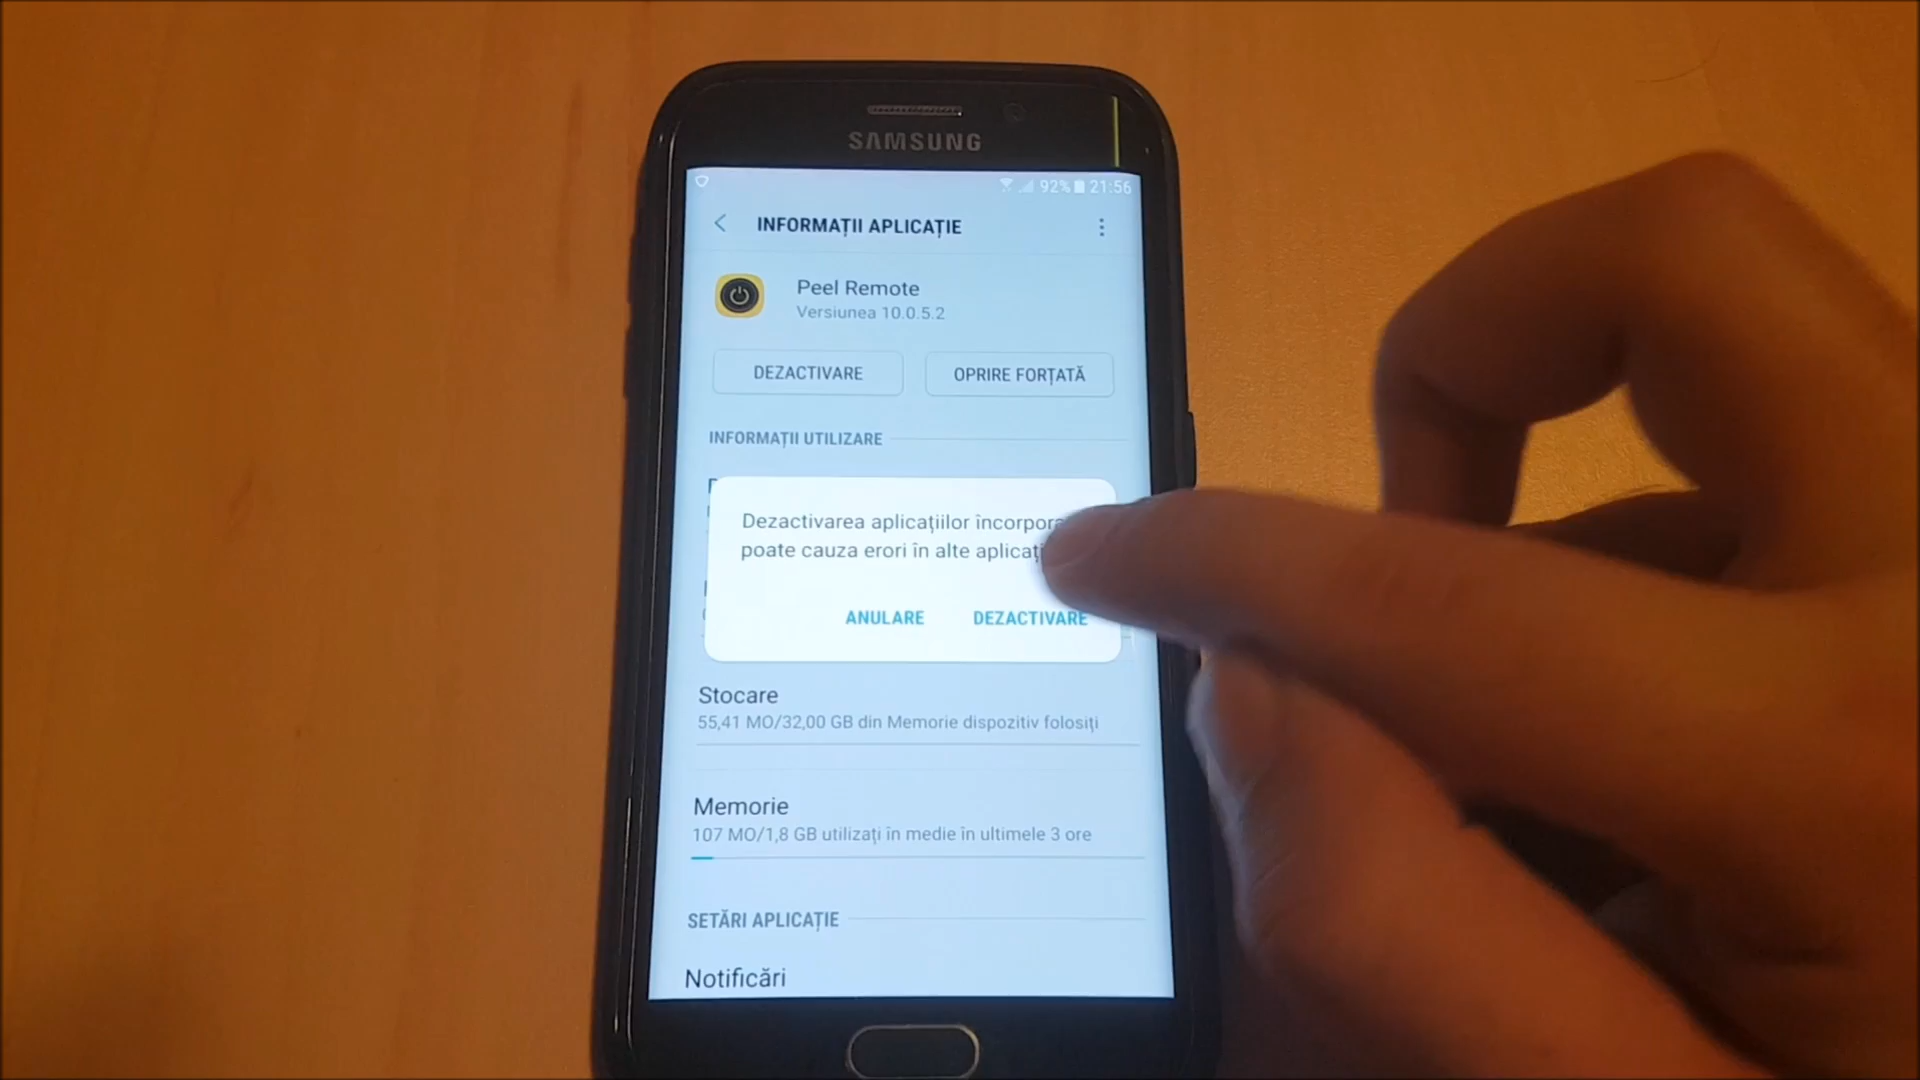 SAMSUNG
92% 21:56
INFORMAȚII APLICAȚIE
Peel Remote
Versiunea 10.0.5.2
DEZACTIVARE OPRIRE FORȚATĂ
INFORMAȚII UTILIZARE
Dezactivarea aplicațiilor
poate cauza erori în alte
ANULARE DEZACTIVARE
Stocare
55,41 MO/32,00 GB din Memorie dispozitiv folosiți
Memorie
107 MO/1,8 GB utilizați în medie în ultimele 3 ore
SETĂRI APLICAȚIE
Notificări